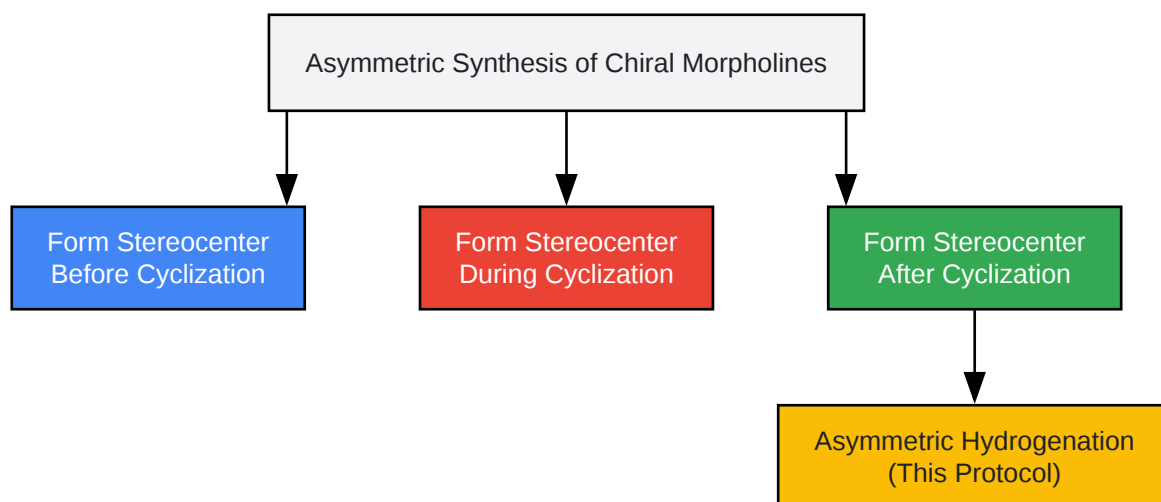 Asymmetric Synthesis of Chiral Morpholines
Form Stereocenter
Before Cyclization
Form Stereocenter
During Cyclization
Form Stereocenter
After Cyclization
Asymmetric Hydrogenation
(This Protocol)